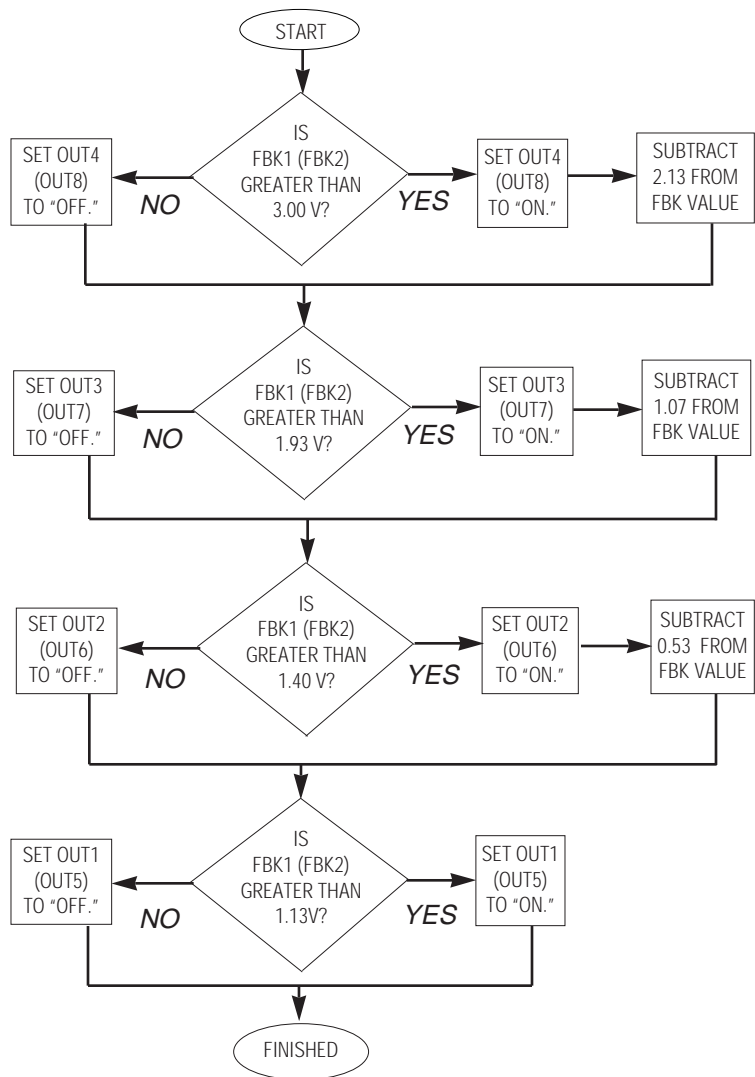 START
IS
FBK1 (FBK2)
GREATER THAN
3.00 V?
NO
SET OUT4
(OUT8)
TO “OFF.”
YES
SET OUT4
(OUT8)
TO “ON.”
SUBTRACT
2.13 FROM
FBK VALUE
IS
FBK1 (FBK2)
GREATER THAN
1.93 V?
NO
SET OUT3
(OUT7)
TO “OFF.”
YES
SET OUT3
(OUT7)
TO “ON.”
SUBTRACT
1.07 FROM
FBK VALUE
IS
FBK1 (FBK2)
GREATER THAN
1.40 V?
NO
SET OUT2
(OUT6)
TO “OFF.”
YES
SET OUT2
(OUT6)
TO “ON.”
SUBTRACT
0.53 FROM
FBK VALUE
IS
FBK1 (FBK2)
GREATER THAN
1.13V?
NO
SET OUT1
(OUT5)
TO “OFF.”
YES
SET OUT1
(OUT5)
TO “ON.”
FINISHED